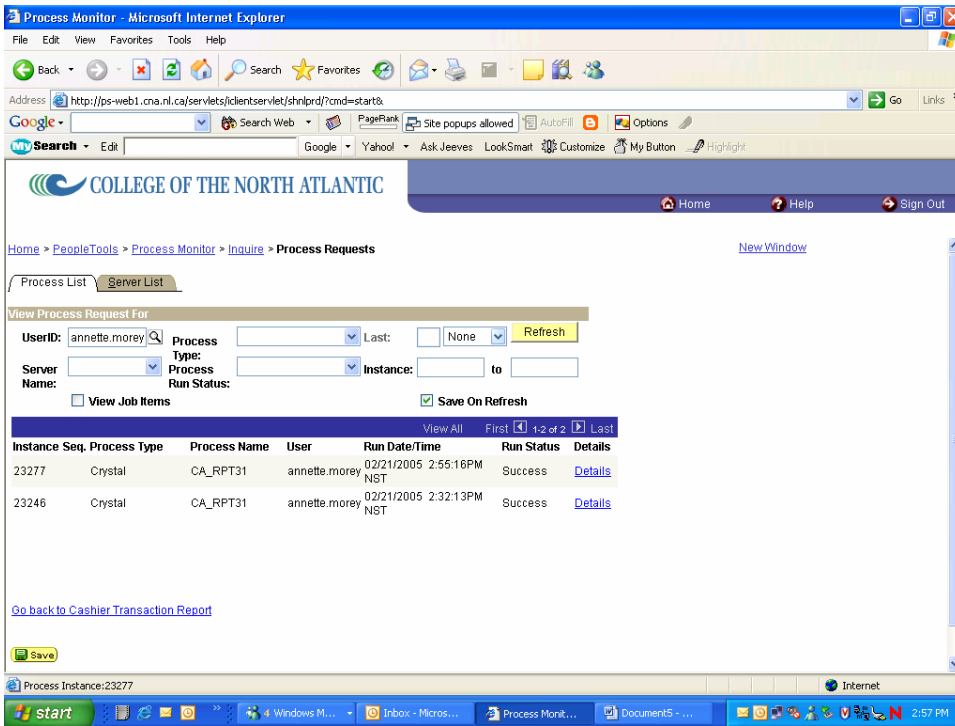 Process Monitor - Microsoft Internet Explorer
File Edit View Favorites Tools Help
Back Search Favorites
Address http://ps-web1.cna.nl.ca/servlets/iclientservlet/shnlprd/?cmd=start& Go Links
Google Search Web PageRank Site popups allowed AutoFill Options
My Search Edit Google Yahoo! Ask Jeeves LookSmart Customize My Button Highlight
COLLEGE OF THE NORTH ATLANTIC
Home Help Sign Out
Home > PeopleTools > Process Monitor > Inquire > Process Requests New Window
Process List Server List
View Process Request For
UserID: annette.morey Process Type: Last: None Refresh
Server Name: Process Run Status: Instance: to
View Job Items Save On Refresh
View All First 1-2 of 2 Last
Instance Seq. Process Type Process Name User Run Date/Time Run Status Details
23277 Crystal CA_RPT31 annette.morey 02/21/2005 2:55:16PM NST Success Details
23246 Crystal CA_RPT31 annette.morey 02/21/2005 2:32:13PM NST Success Details
Go back to Cashier Transaction Report
Save
Process Instance:23277 Internet
start 4 Windows M... Inbox - Micros... Process Monit... Document5 - ... 2:57 PM